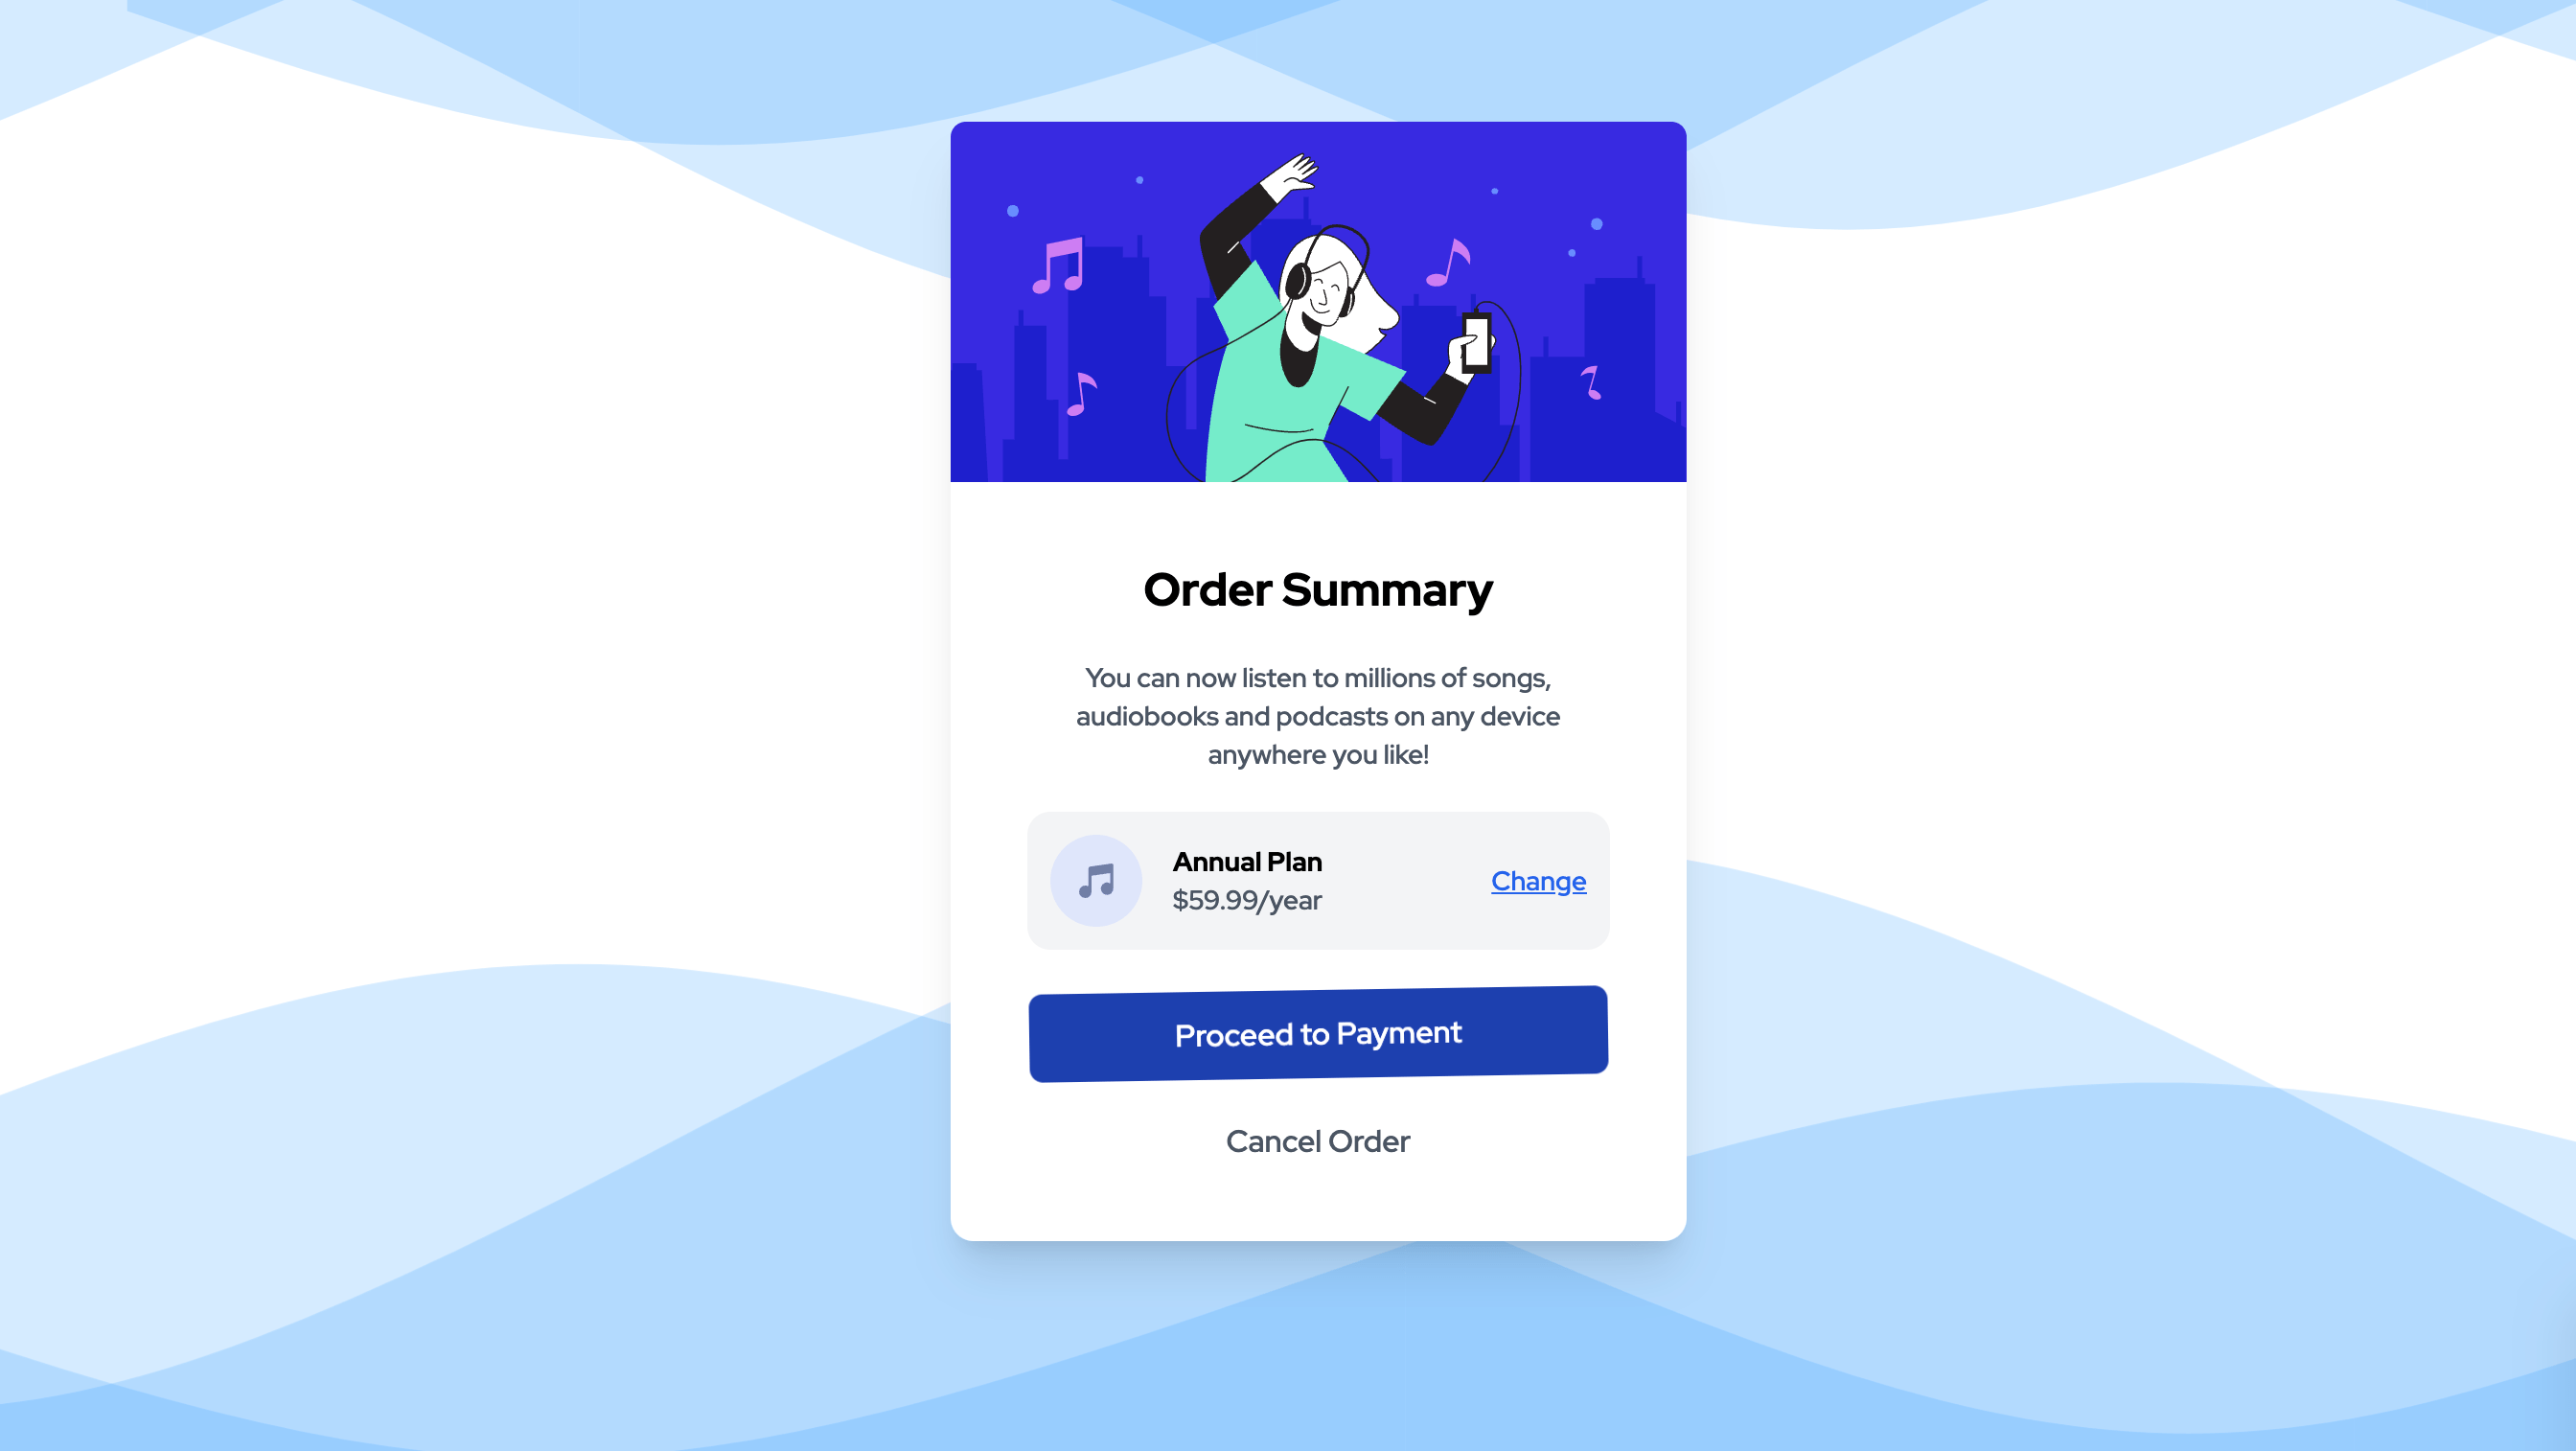 Order Summary
You can now listen to millions of songs,
audiobooks and podcasts on any device
anywhere you like!
Annual Plan
$59.99/year
Change
Proceed to Payment
Cancel Order